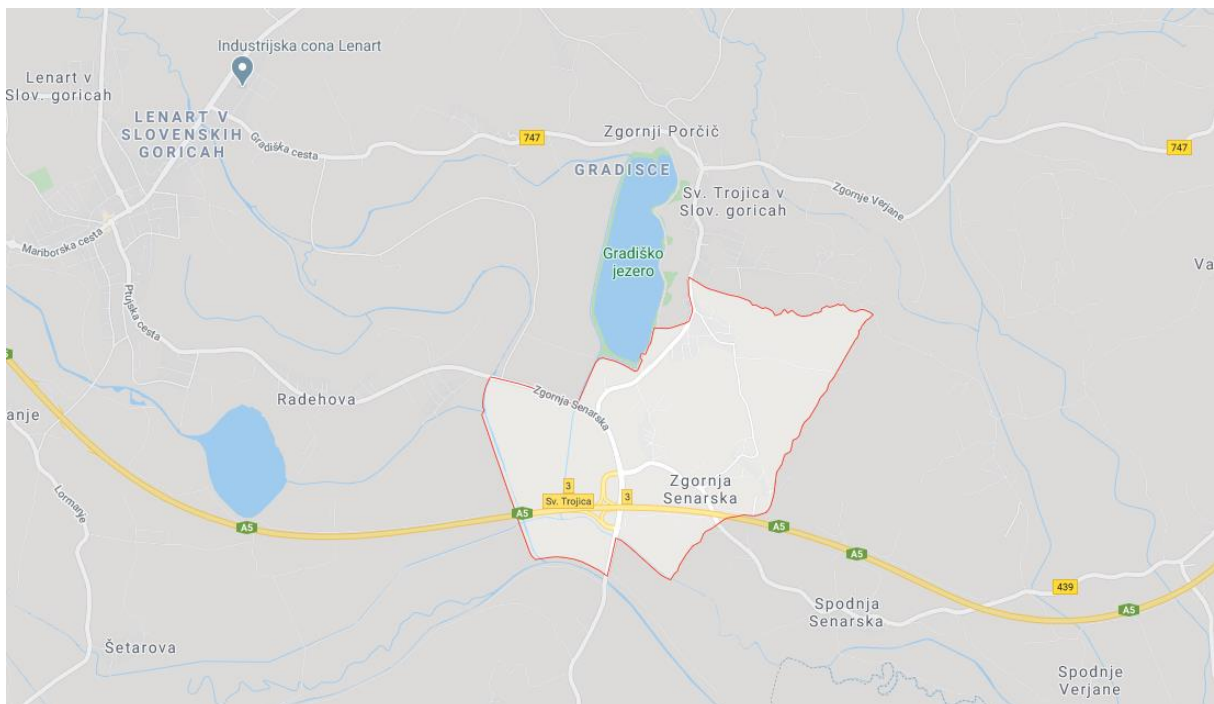 Industrijska cona Lenart
Lenart v
Slov. goricah
LENART V
SLOVENSKIH
GORICAH
Gradiška cesta
747
Zgornji Porčič
747
GRADISCE
Zgornje Verjane
Sv. Trojica v
Slov. goricah
Mariborska cesta
Gradiško
jezero
Va
Ptujska cesta
Radehova
Zgornja Senarska
anje
Zgornja
Senarska
3
Sv. Trojica
3
Lormanje
A5
A5
A5
A5
439
A5
Spodnja
Senarska
Šetarova
Spodnje
Verjane